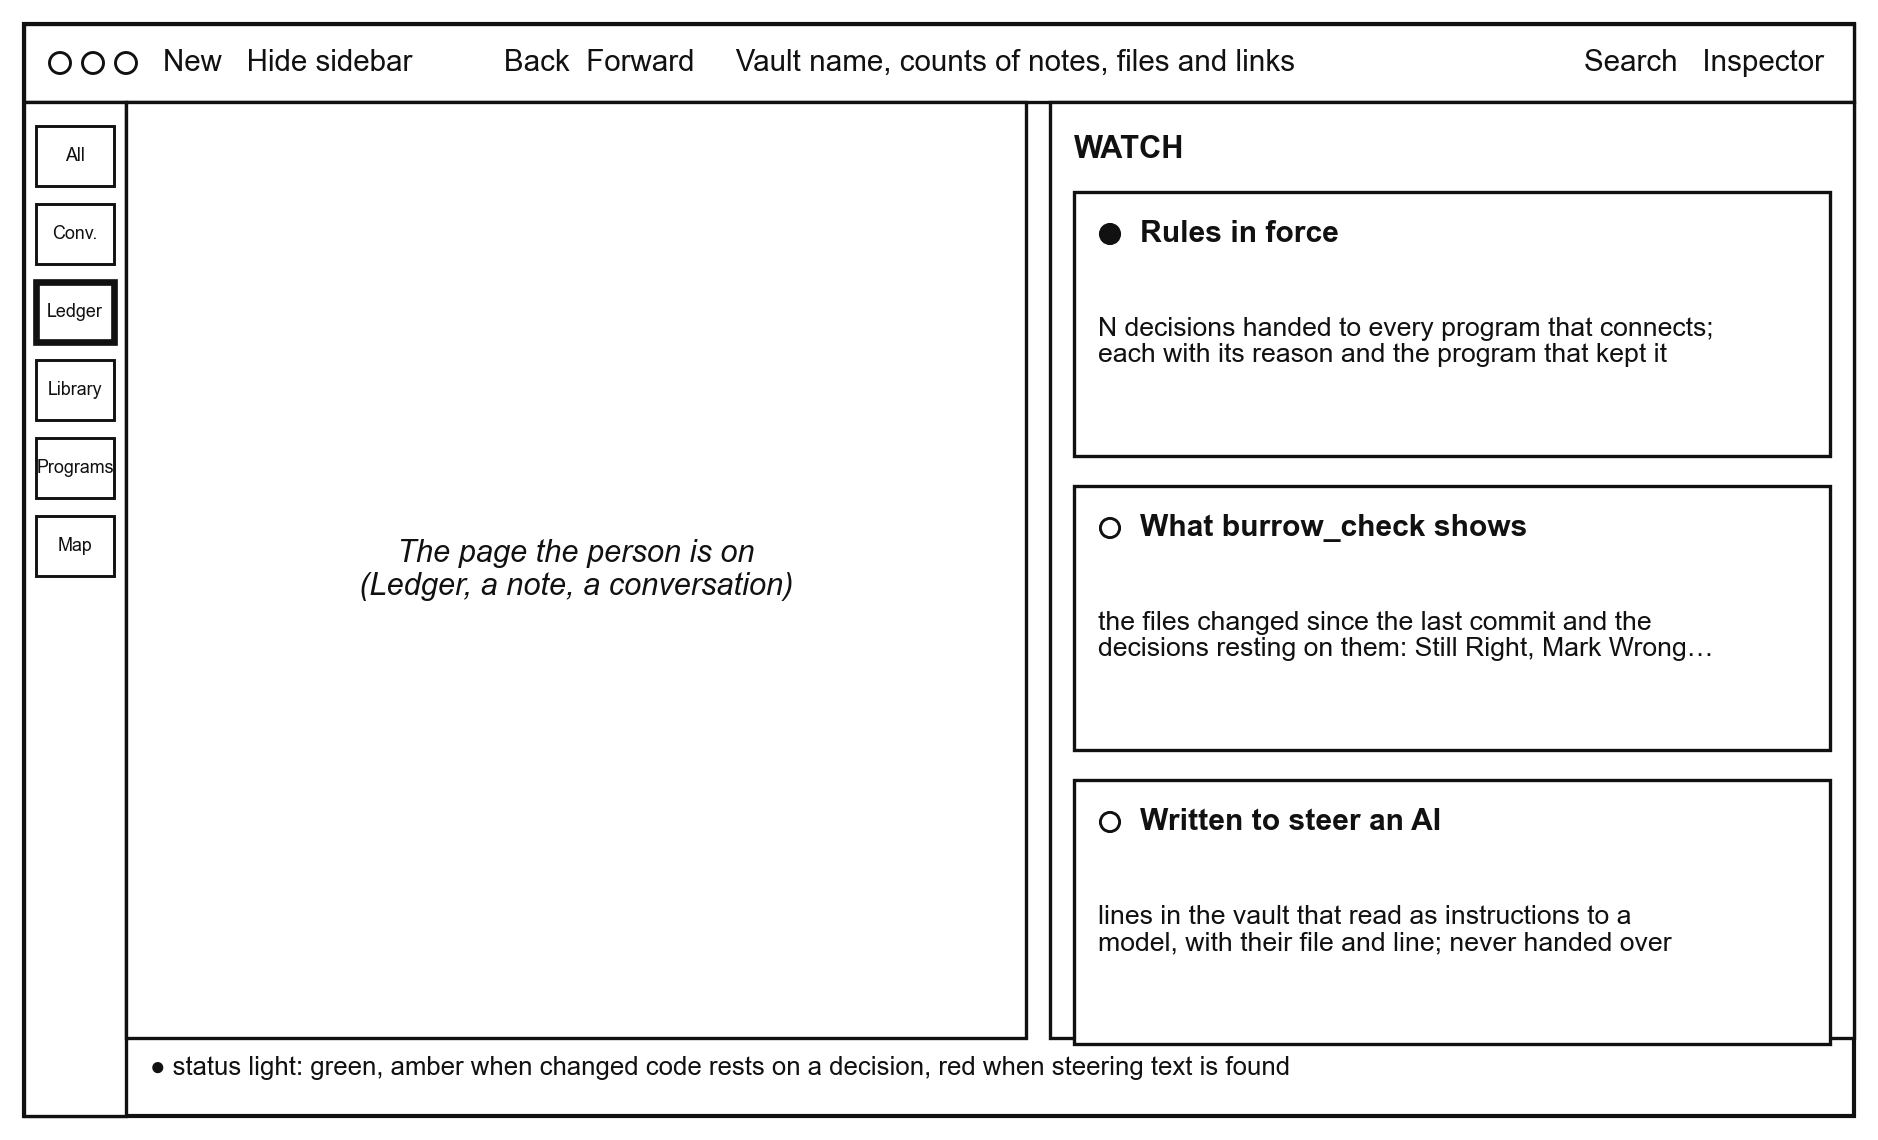 New Hide sidebar Back Forward Vault name, counts of notes, files and links Search Inspector
All
Conv.
Ledger
Library
Programs
Map
The page the person is on
(Ledger, a note, a conversation)
WATCH
Rules in force
N decisions handed to every program that connects;
each with its reason and the program that kept it
What burrow_check shows
the files changed since the last commit and the
decisions resting on them: Still Right, Mark Wrong…
Written to steer an AI
lines in the vault that read as instructions to a
model, with their file and line; never handed over
● status light: green, amber when changed code rests on a decision, red when steering text is found